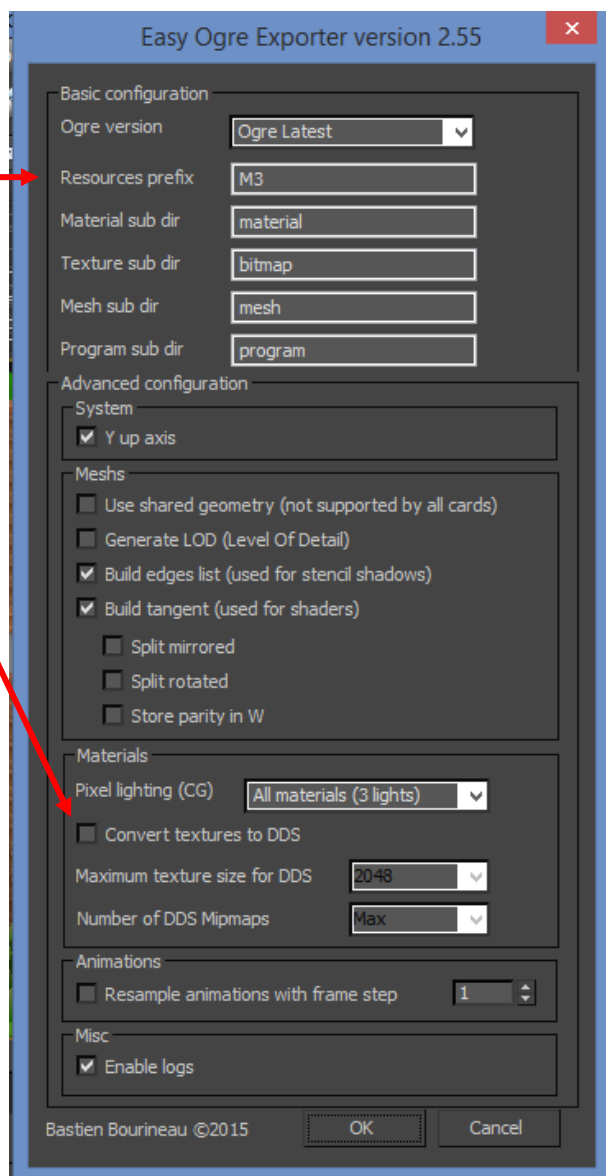 Easy Ogre Exporter version 2.55
Basic configuration
Ogre version Ogre Latest
Resources prefix M3
Material sub dir material
Texture sub dir bitmap
Mesh sub dir mesh
Program sub dir program
Advanced configuration
System
Y up axis
Meshs
Use shared geometry (not supported by all cards)
Generate LOD (Level Of Detail)
Build edges list (used for stencil shadows)
Build tangent (used for shaders)
Split mirrored
Split rotated
Store parity in W
Materials
Pixel lighting (CG) All materials (3 lights)
Convert textures to DDS
Maximum texture size for DDS 2048
Number of DDS Mipmaps Max
Animations
Resample animations with frame step 1
Misc
Enable logs
Bastien Bourineau ©2015 OK Cancel